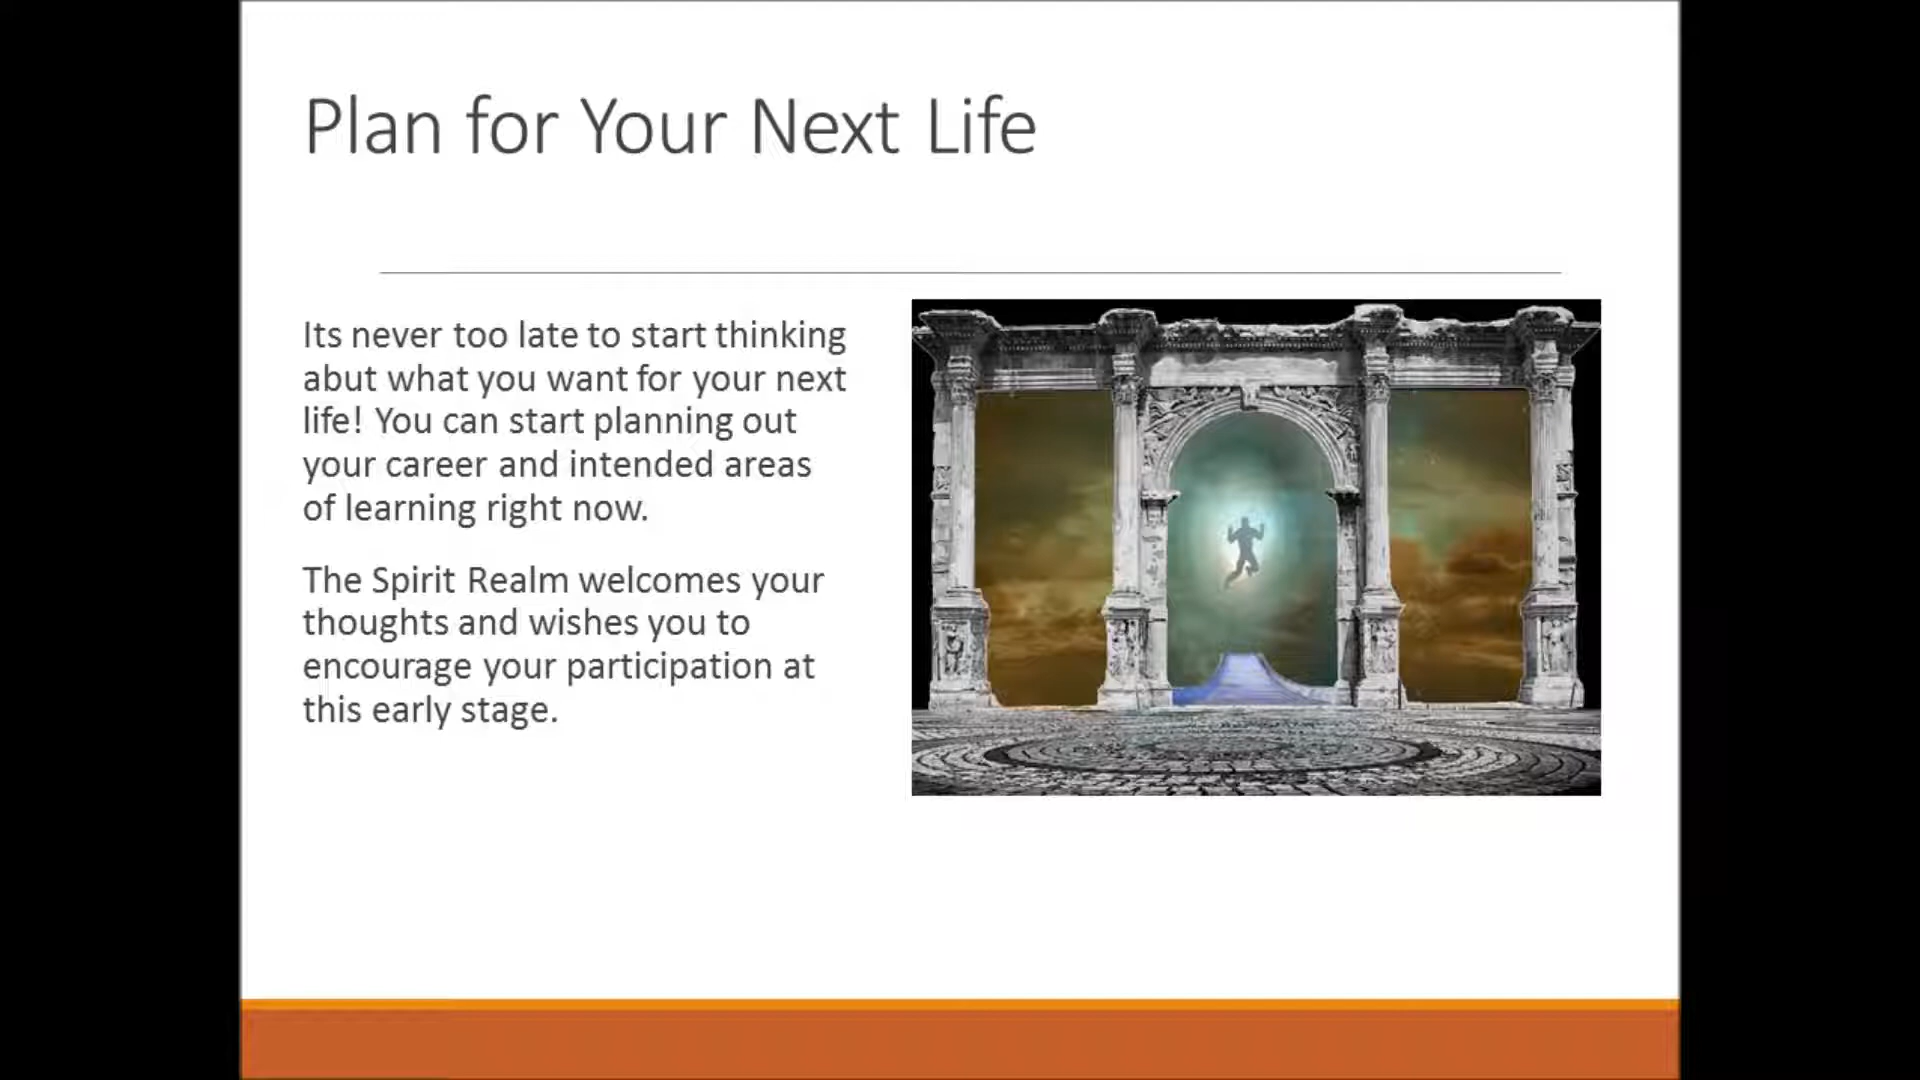 Plan for Your Next Life
Its never too late to start thinking
abut what you want for your next
life! You can start planning out
your career and intended areas
of learning right now.
The Spirit Realm welcomes your
thoughts and wishes you to
encourage your participation at
this early stage.